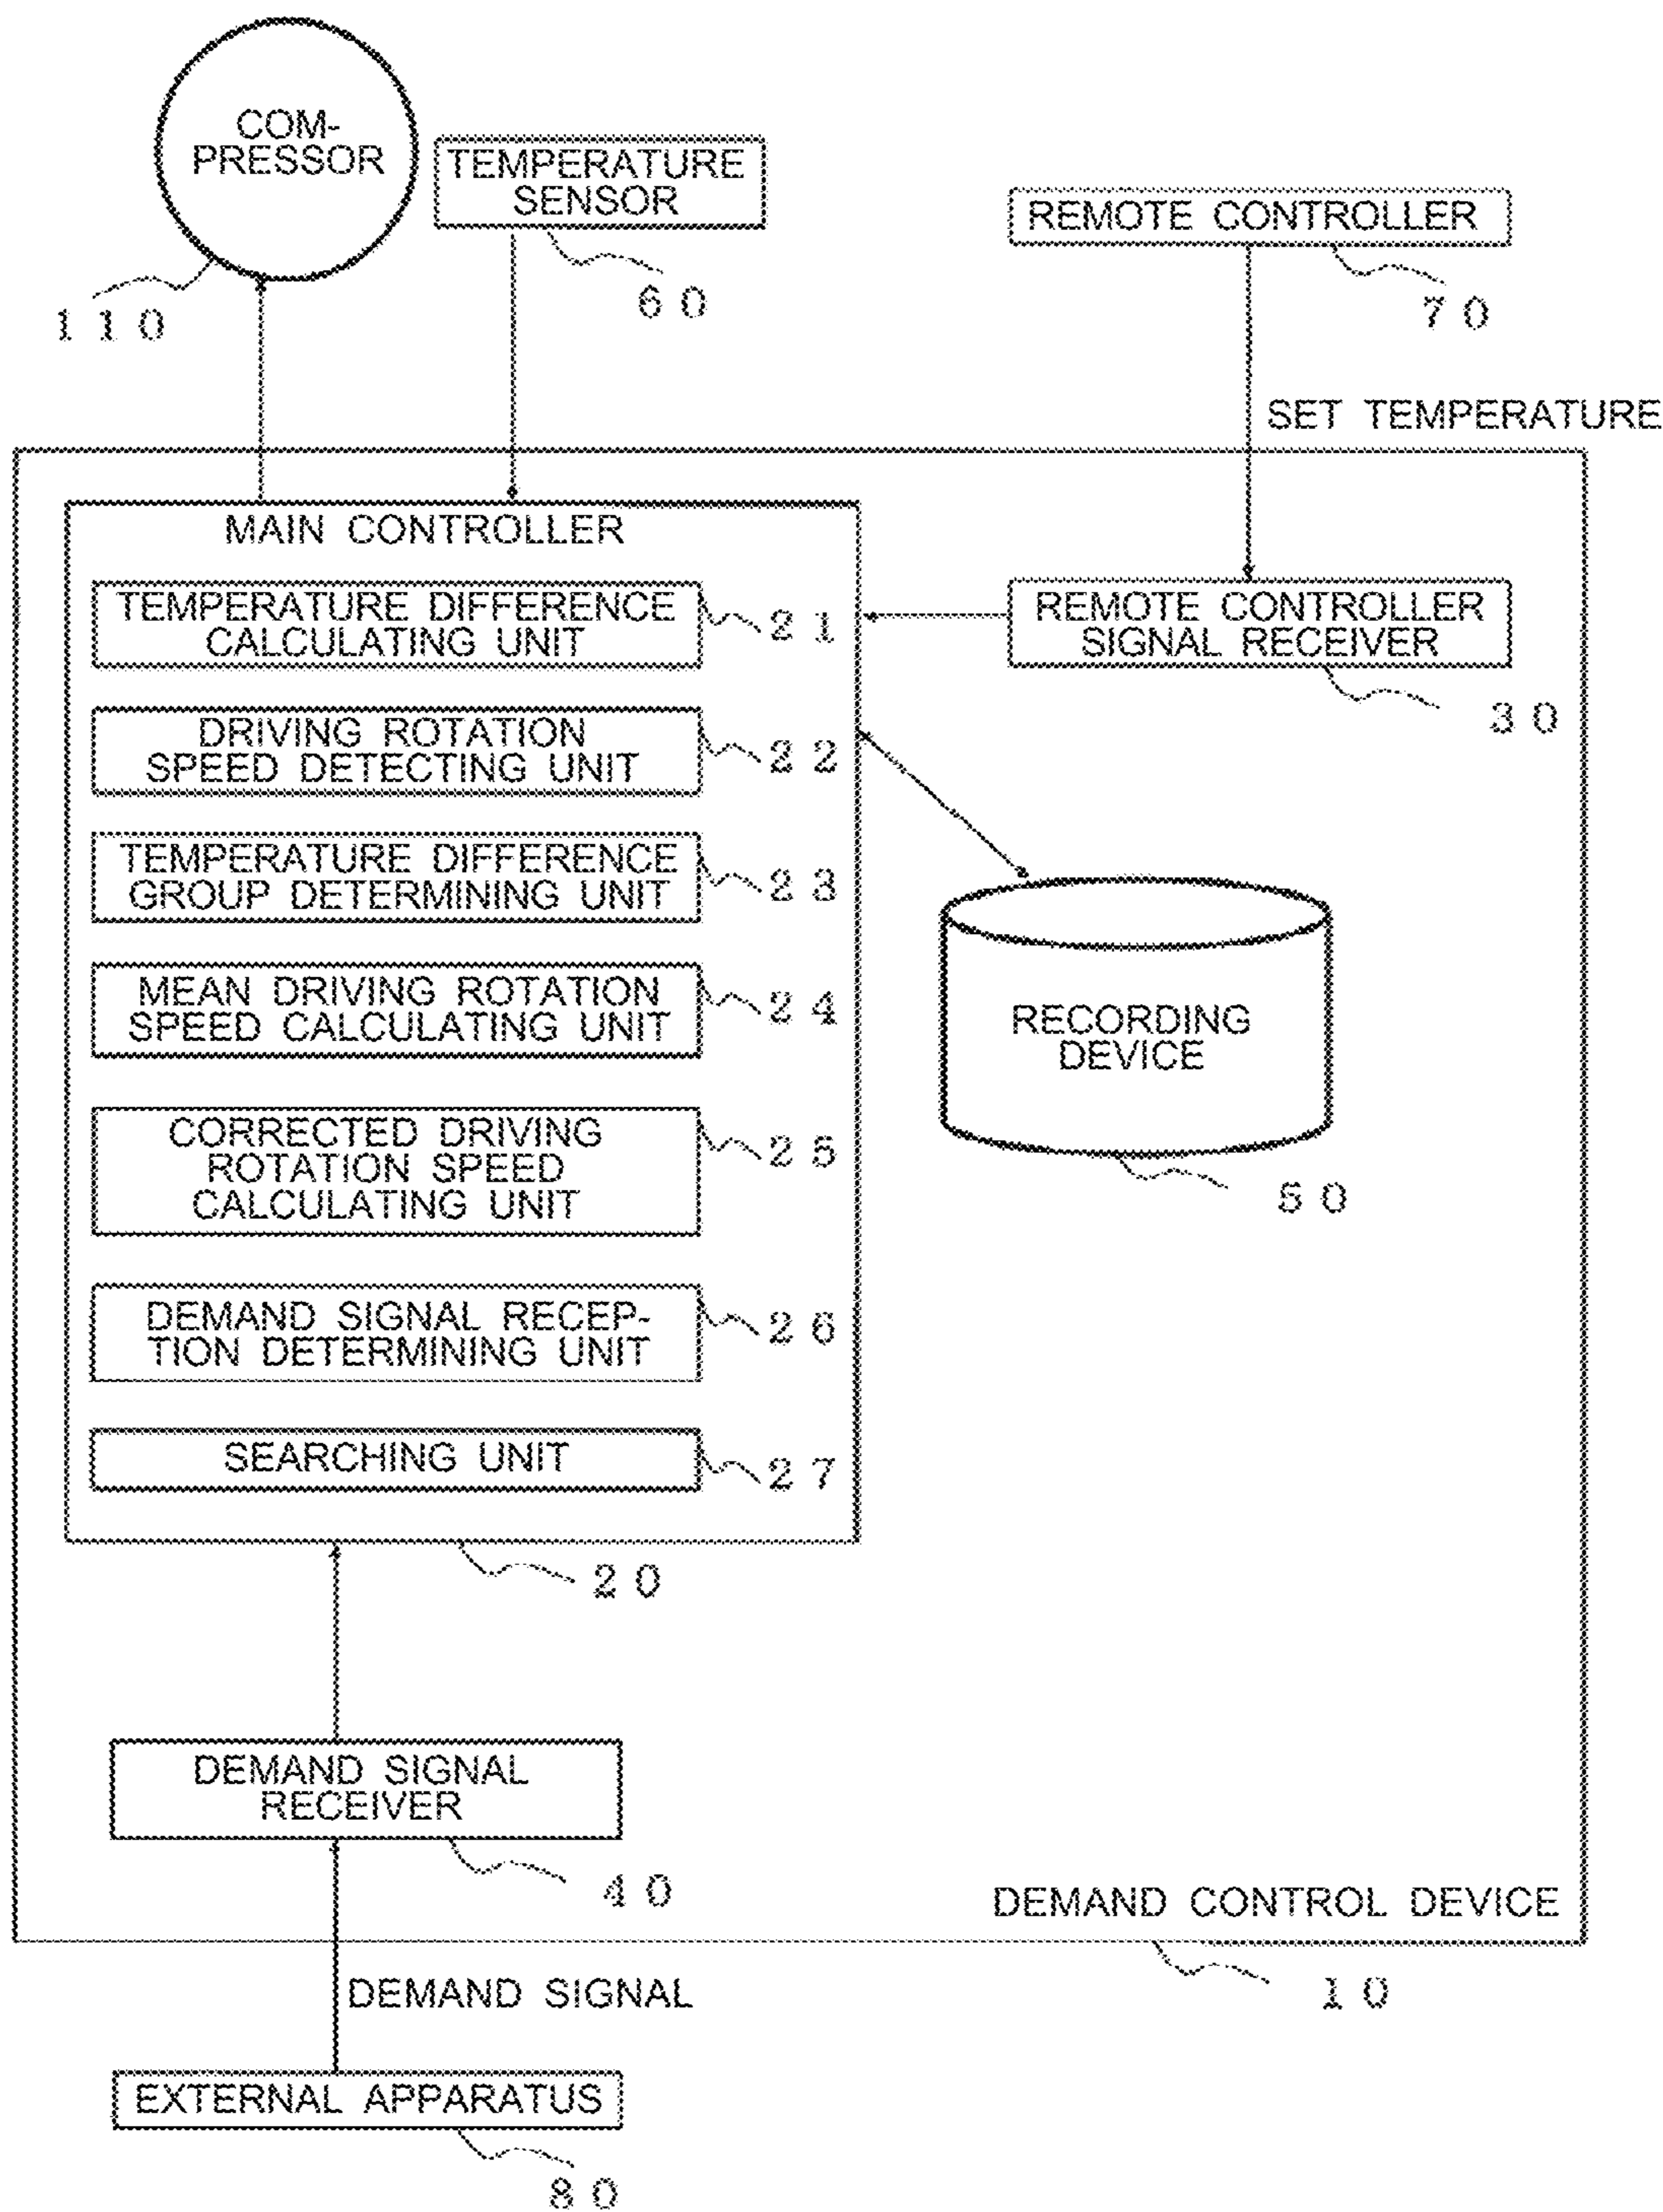 COM-
PRESSOR
110
TEMPERATURE
SENSOR
60
REMOTE CONTROLLER
70
SET TEMPERATURE
MAIN CONTROLLER
TEMPERATURE DIFFERENCE
CALCULATING UNIT
21
REMOTE CONTROLLER
SIGNAL RECEIVER
30
DRIVING ROTATION
SPEED DETECTING UNIT
22
TEMPERATURE DIFFERENCE
GROUP DETERMINING UNIT
23
MEAN DRIVING ROTATION
SPEED CALCULATING UNIT
24
RECORDING
DEVICE
50
CORRECTED DRIVING
ROTATION SPEED
CALCULATING UNIT
25
DEMAND SIGNAL RECEP-
TION DETERMINING UNIT
26
SEARCHING UNIT
27
20
DEMAND SIGNAL
RECEIVER
40
DEMAND CONTROL DEVICE
10
DEMAND SIGNAL
EXTERNAL APPARATUS
80